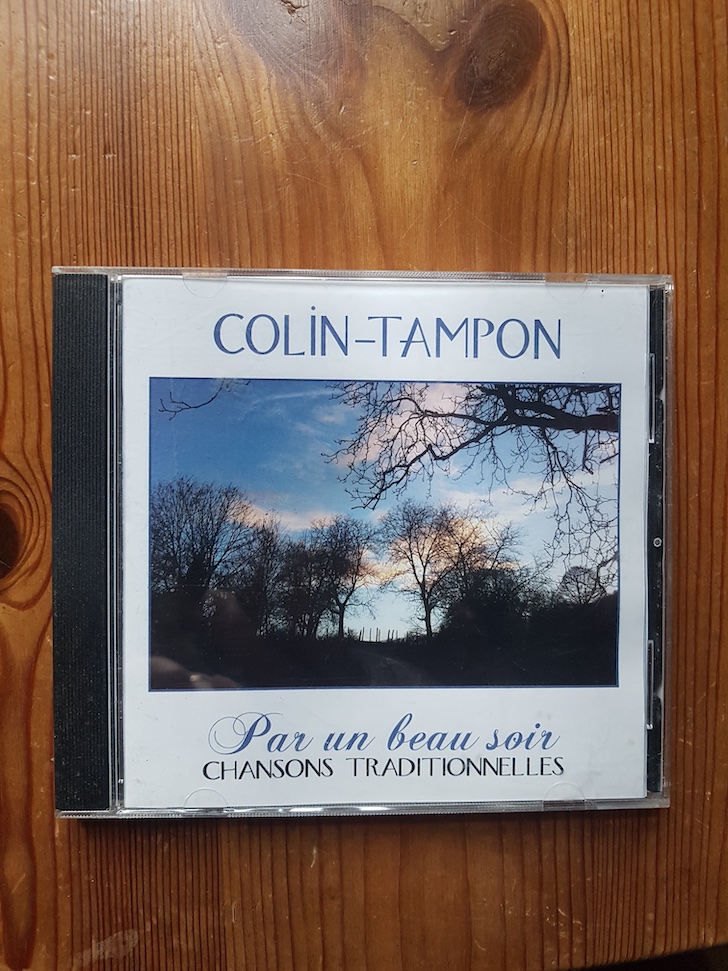 COLIN-TAMPON
Par un beau soir
CHANSONS TRADITIONNELLES